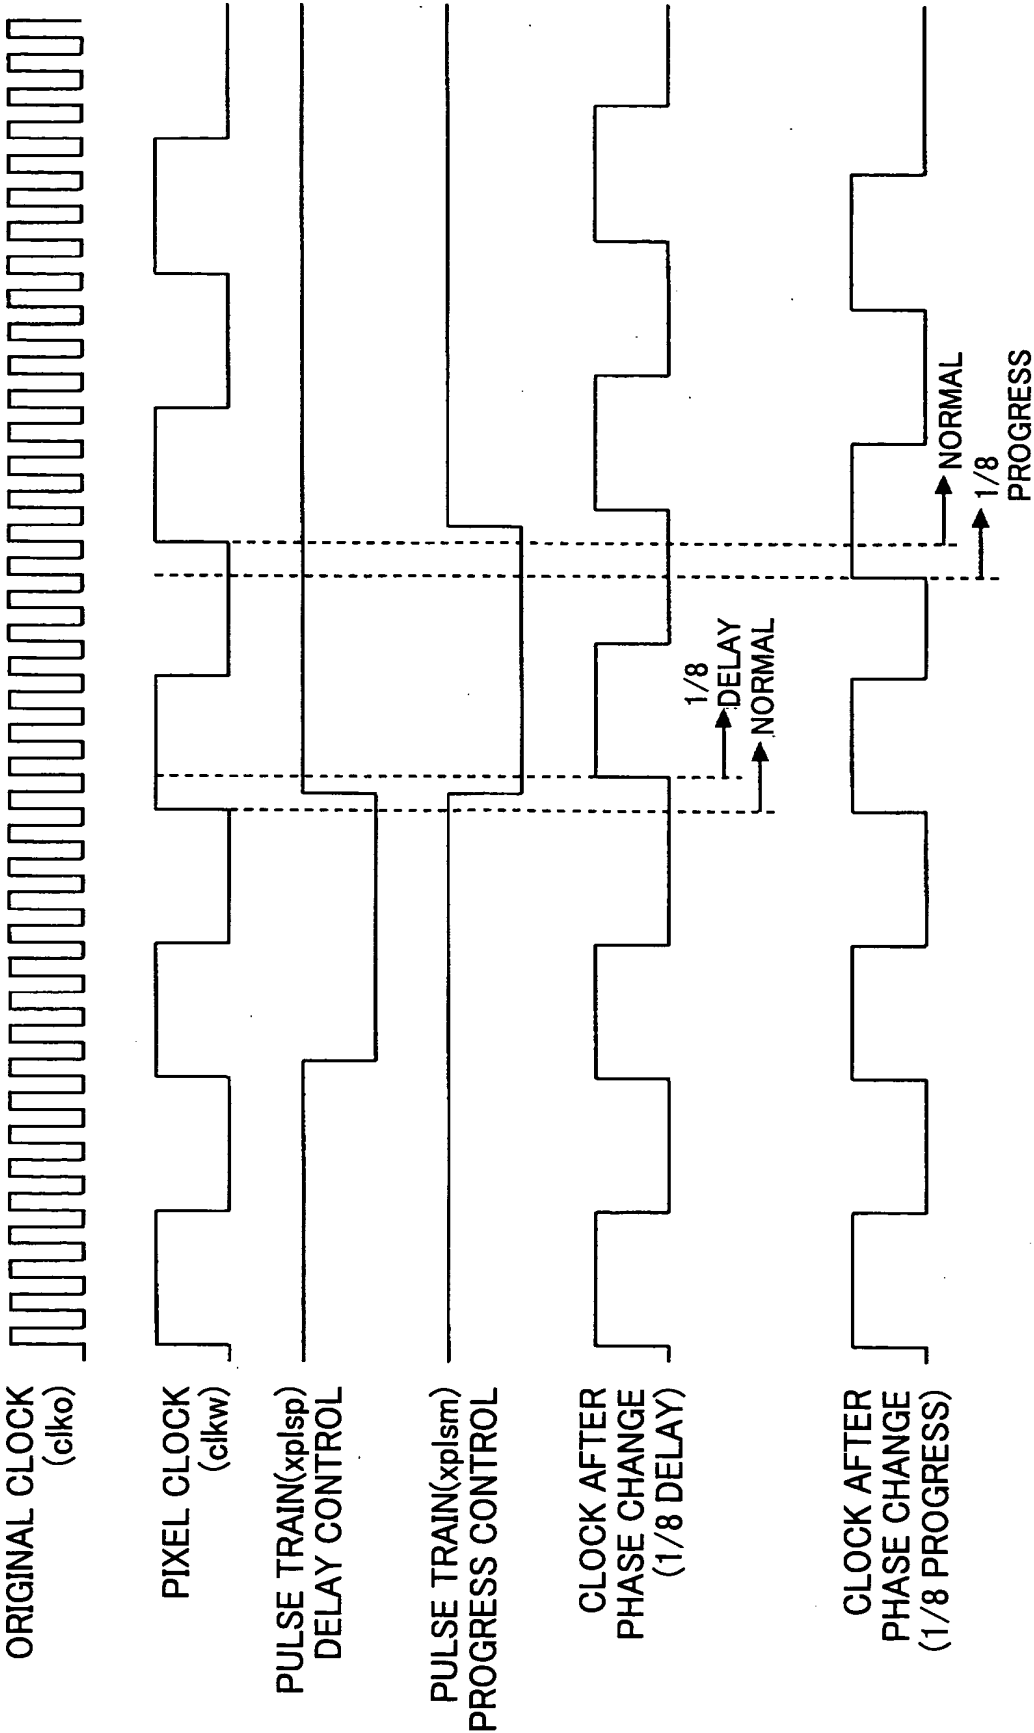 ORIGINAL CLOCK
(clko)
PIXEL CLOCK
(clkw)
PULSE TRAIN(xplsp)
DELAY CONTROL
PULSE TRAIN(xplsm)
PROGRESS CONTROL
CLOCK AFTER
PHASE CHANGE
(1/8 DELAY)
1/8
DELAY
NORMAL
CLOCK AFTER
PHASE CHANGE
(1/8 PROGRESS)
NORMAL
1/8
PROGRESS